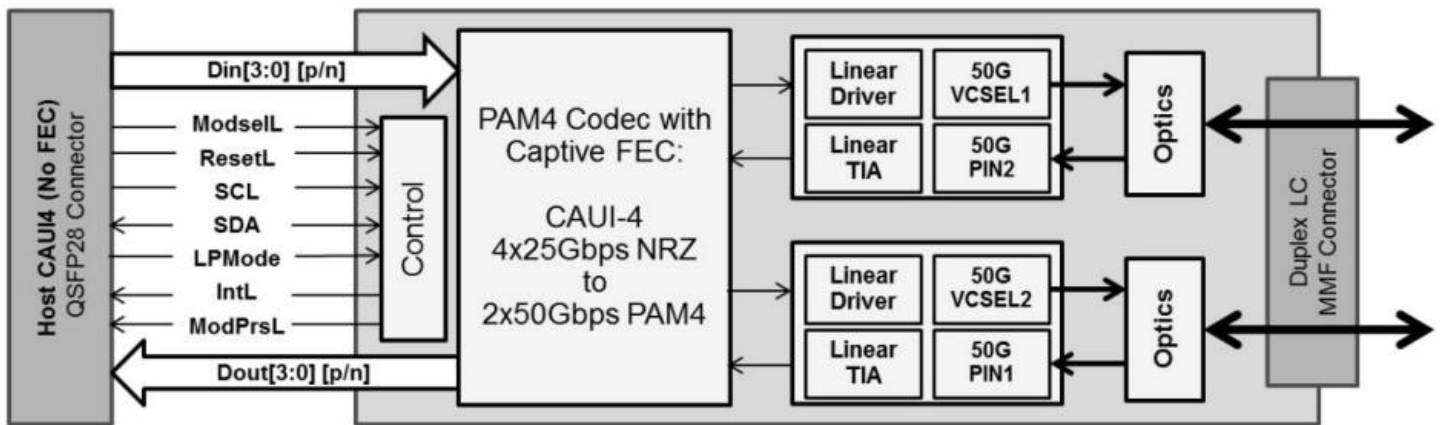 Host CAUI4 (No FEC)
QSFP28 Connector
Din[3:0] [p/n]
ModselL
ResetL
SCL
SDA
LPMode
IntL
ModPrsL
Dout[3:0] [p/n]
Control
PAM4 Codec with
Captive FEC:
CAUI-4
4x25Gbps NRZ
to
2x50Gbps PAM4
Linear
Driver
50G
VCSEL1
Linear
TIA
50G
PIN2
Optics
Linear
Driver
50G
VCSEL2
Linear
TIA
50G
PIN1
Optics
Duplex LC
MMF Connector